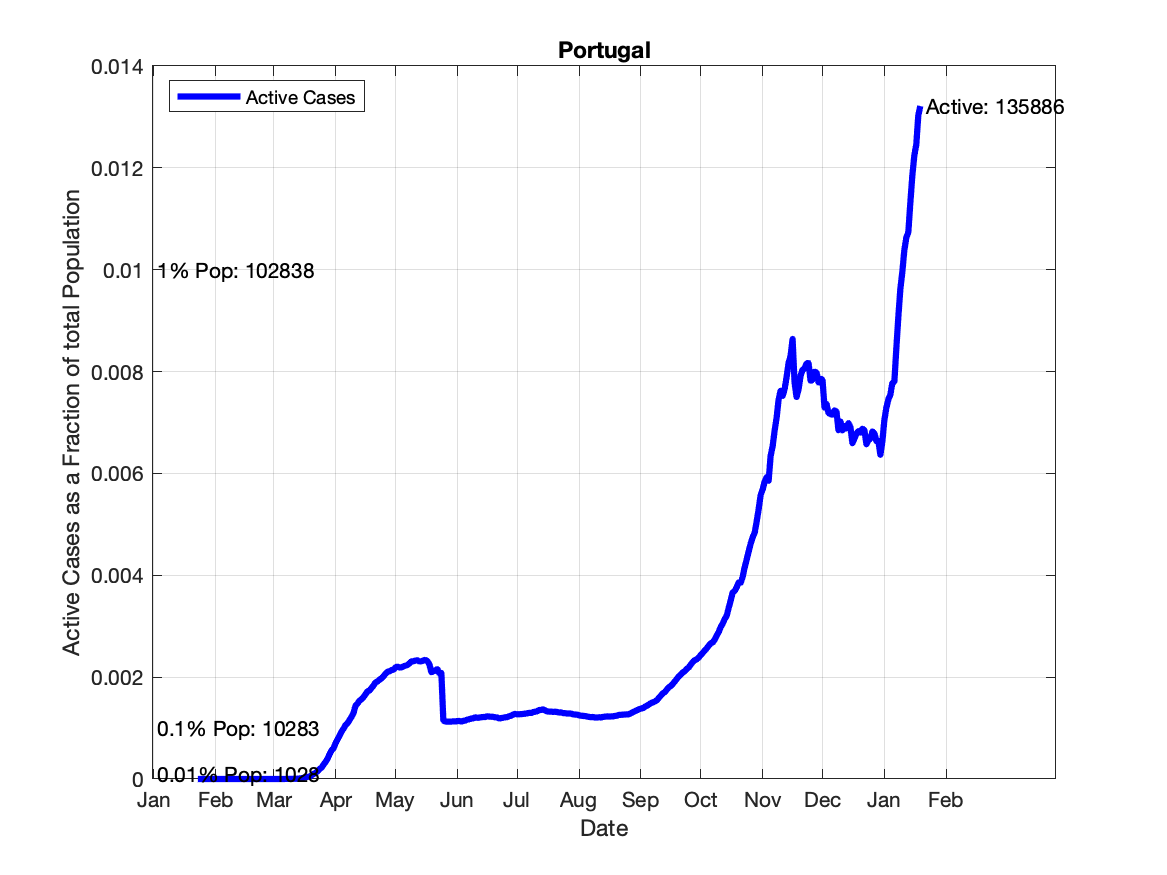 Portugal
Active Cases
Active: 135886
0.014
0.012
0.01
0.008
0.006
0.004
0.002
0
Active Cases as a Fraction of total Population
1% Pop: 102838
0.1% Pop: 10283
0.01% Pop: 1028
Jan Feb Mar Apr May Jun Jul Aug Sep Oct Nov Dec Jan Feb
Date